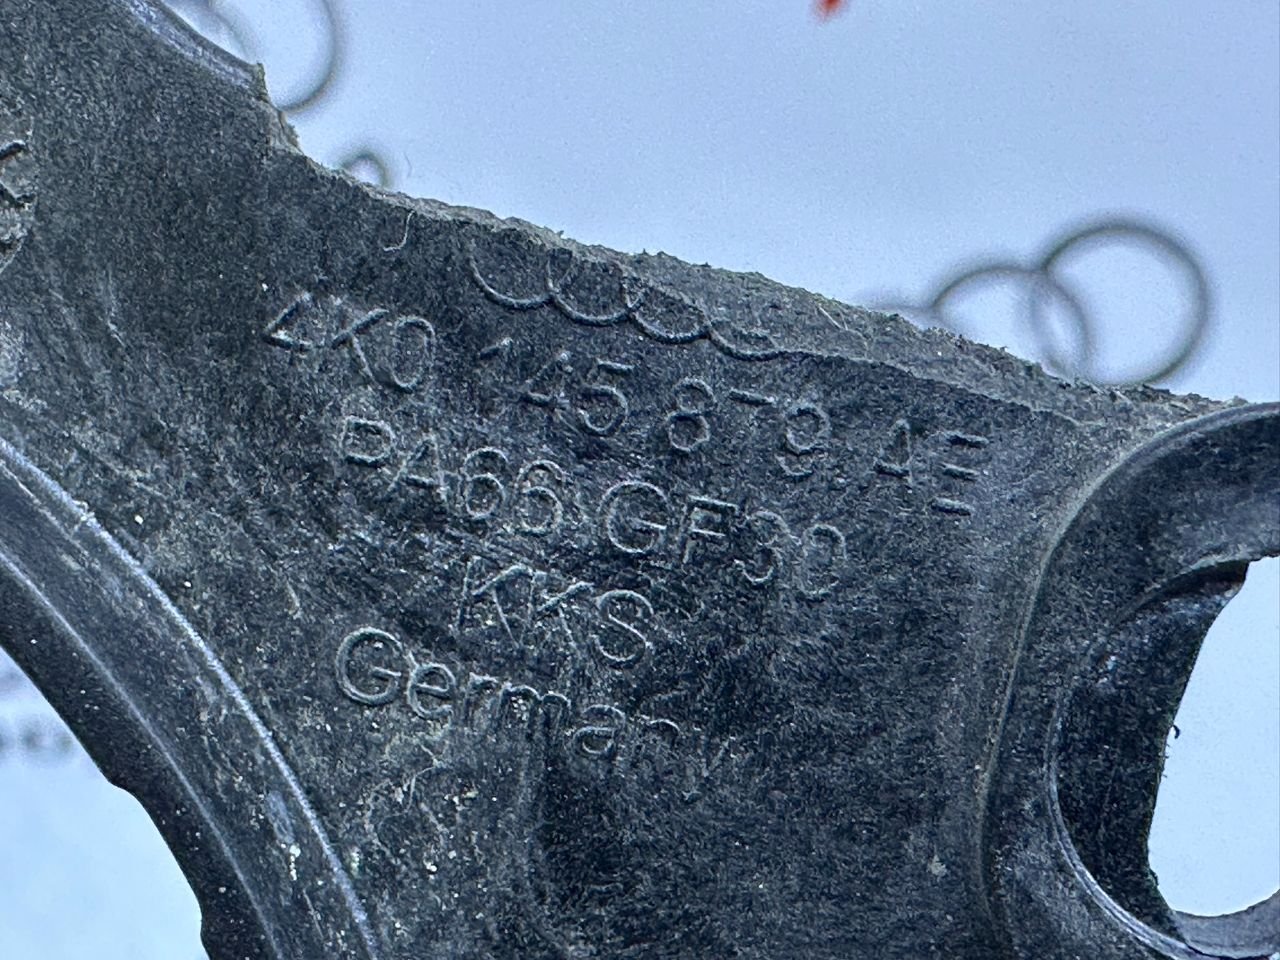 4K0 145 879 AE
PA66 GF30
KKS
Germany